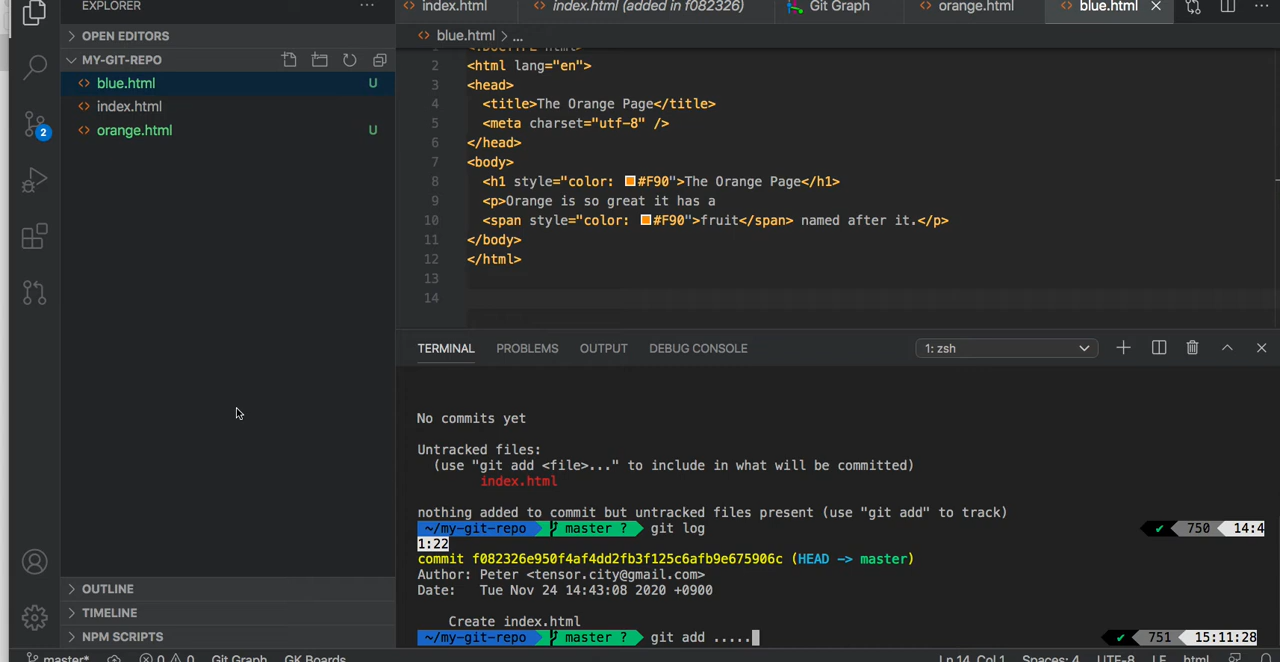 EXPLORER ...
index.html
index.html (added in f082326)
Git Graph
orange.html
blue.html
OPEN EDITORS
MY-GIT-REPO
blue.html U
index.html
orange.html U
2
OUTLINE
TIMELINE
NPM SCRIPTS
blue.html > ...
2 <html lang="en">
3 <head>
4 <title>The Orange Page</title>
5 <meta charset="utf-8" />
6 </head>
7 <body>
8 <h1 style="color: #F90">The Orange Page</h1>
9 <p>Orange is so great it has a
10 <span style="color: #F90">fruit</span> named after it.</p>
11 </body>
12 </html>
13
14
TERMINAL PROBLEMS OUTPUT DEBUG CONSOLE 1: zsh
No commits yet
Untracked files:
(use "git add <file>..." to include in what will be committed)
index.html
nothing added to commit but untracked files present (use "git add" to track)
~/my-git-repo master ? git log ✔ 750 14:4
1:22
commit f082326e950f4af4dd2fb3f125c6afb9e675906c (HEAD -> master)
Author: Peter <tensor.city@gmail.com>
Date: Tue Nov 24 14:43:08 2020 +0900
Create index.html
~/my-git-repo master ? git add ..... ✔ 751 15:11:28
master* 0 0 Git Graph GK Boards Ln 14, Col 1 Spaces: 4 UTF-8 LF html